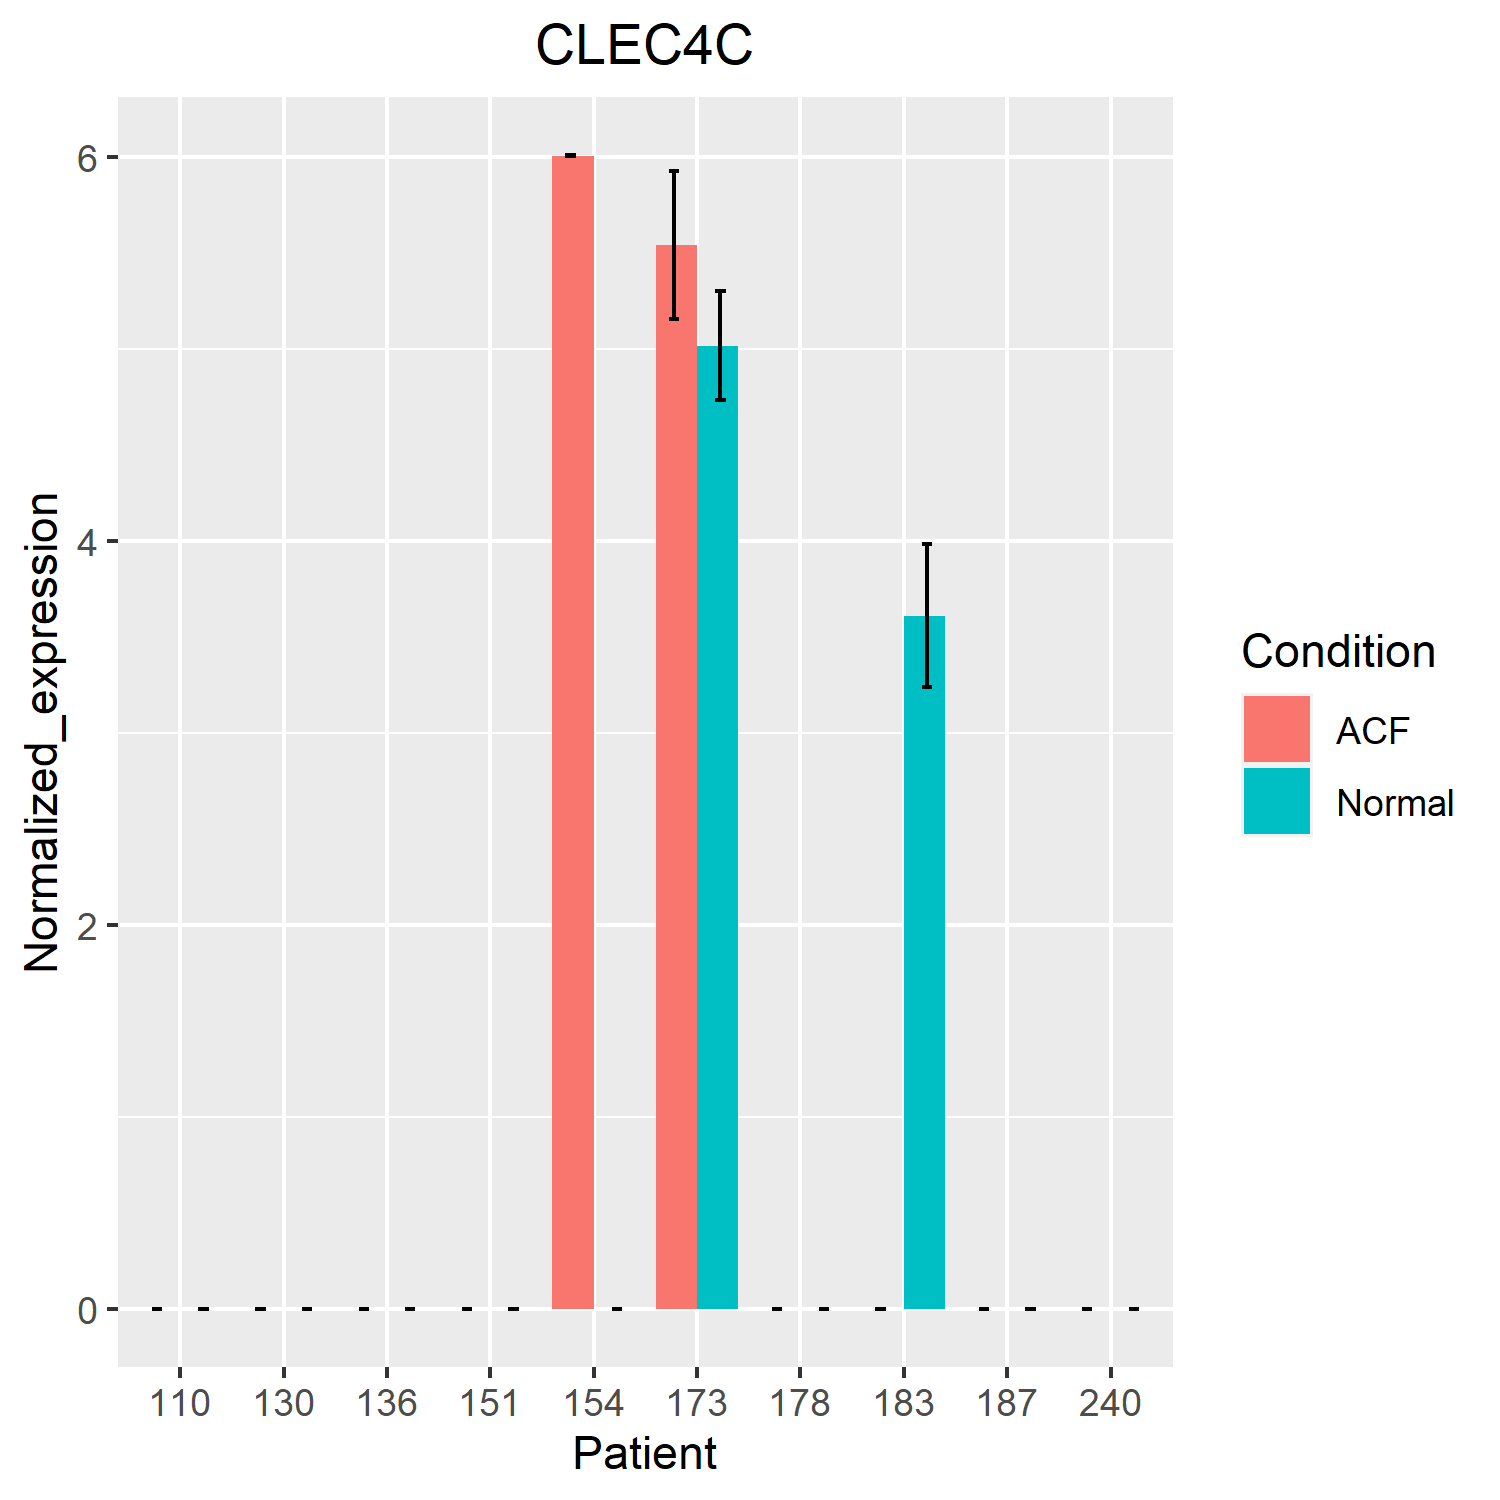 CLEC4C
Normalized_expression
6
4
2
0
110 130 136 151 154 173 178 183 187 240
Patient
Condition
ACF
Normal